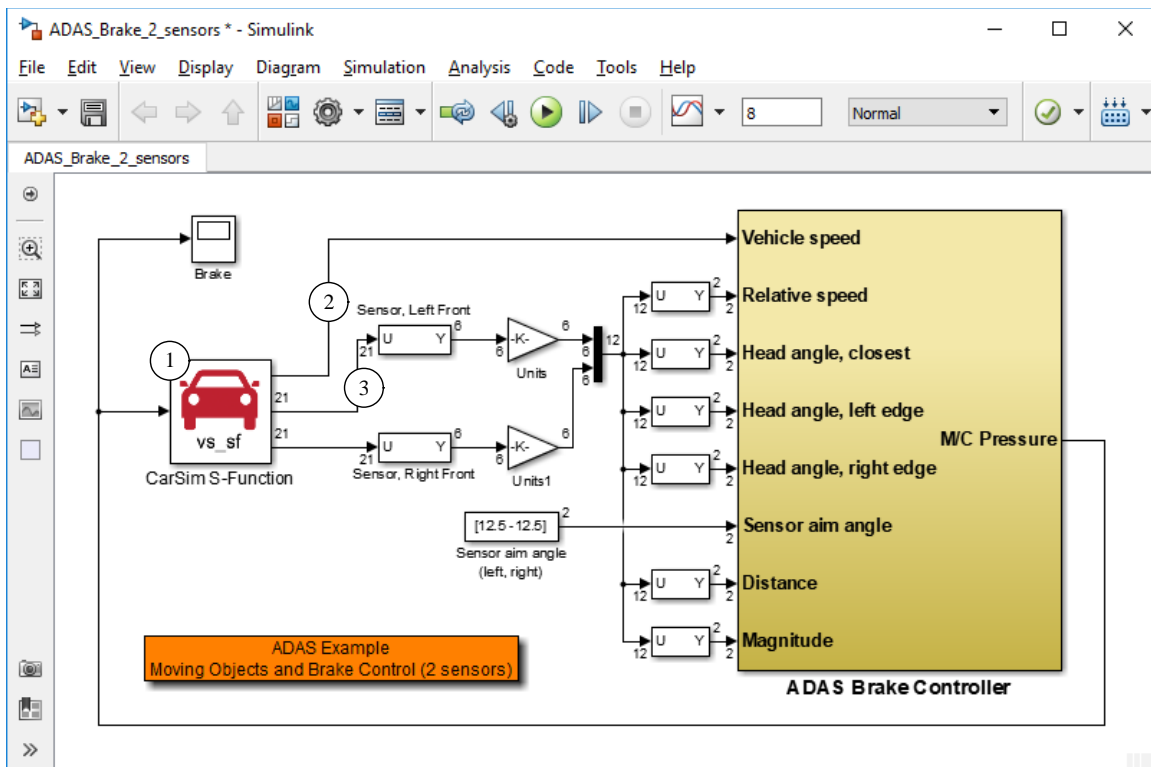 ADAS_Brake_2_sensors * - Simulink
File Edit View Display Diagram Simulation Analysis Code Tools Help
8
Normal
ADAS_Brake_2_sensors
Brake
2
Sensor, Left Front
U Y
21
6
-K-
6
6
Units
1
vs_sf
CarSim S-Function
21
21
3
U Y
21
6
Sensor, Right Front
-K-
6
6
Units1
6
6
12
[12.5 -12.5]
2
Sensor aim angle
(left, right)
U Y
12
2
2
U Y
12
2
2
U Y
12
2
2
U Y
12
2
2
U Y
12
2
2
U Y
12
2
2
Vehicle speed
Relative speed
Head angle, closest
Head angle, left edge
M/C Pressure
Head angle, right edge
2
Sensor aim angle
Distance
Magnitude
ADAS Brake Controller
ADAS Example
Moving Objects and Brake Control (2 sensors)